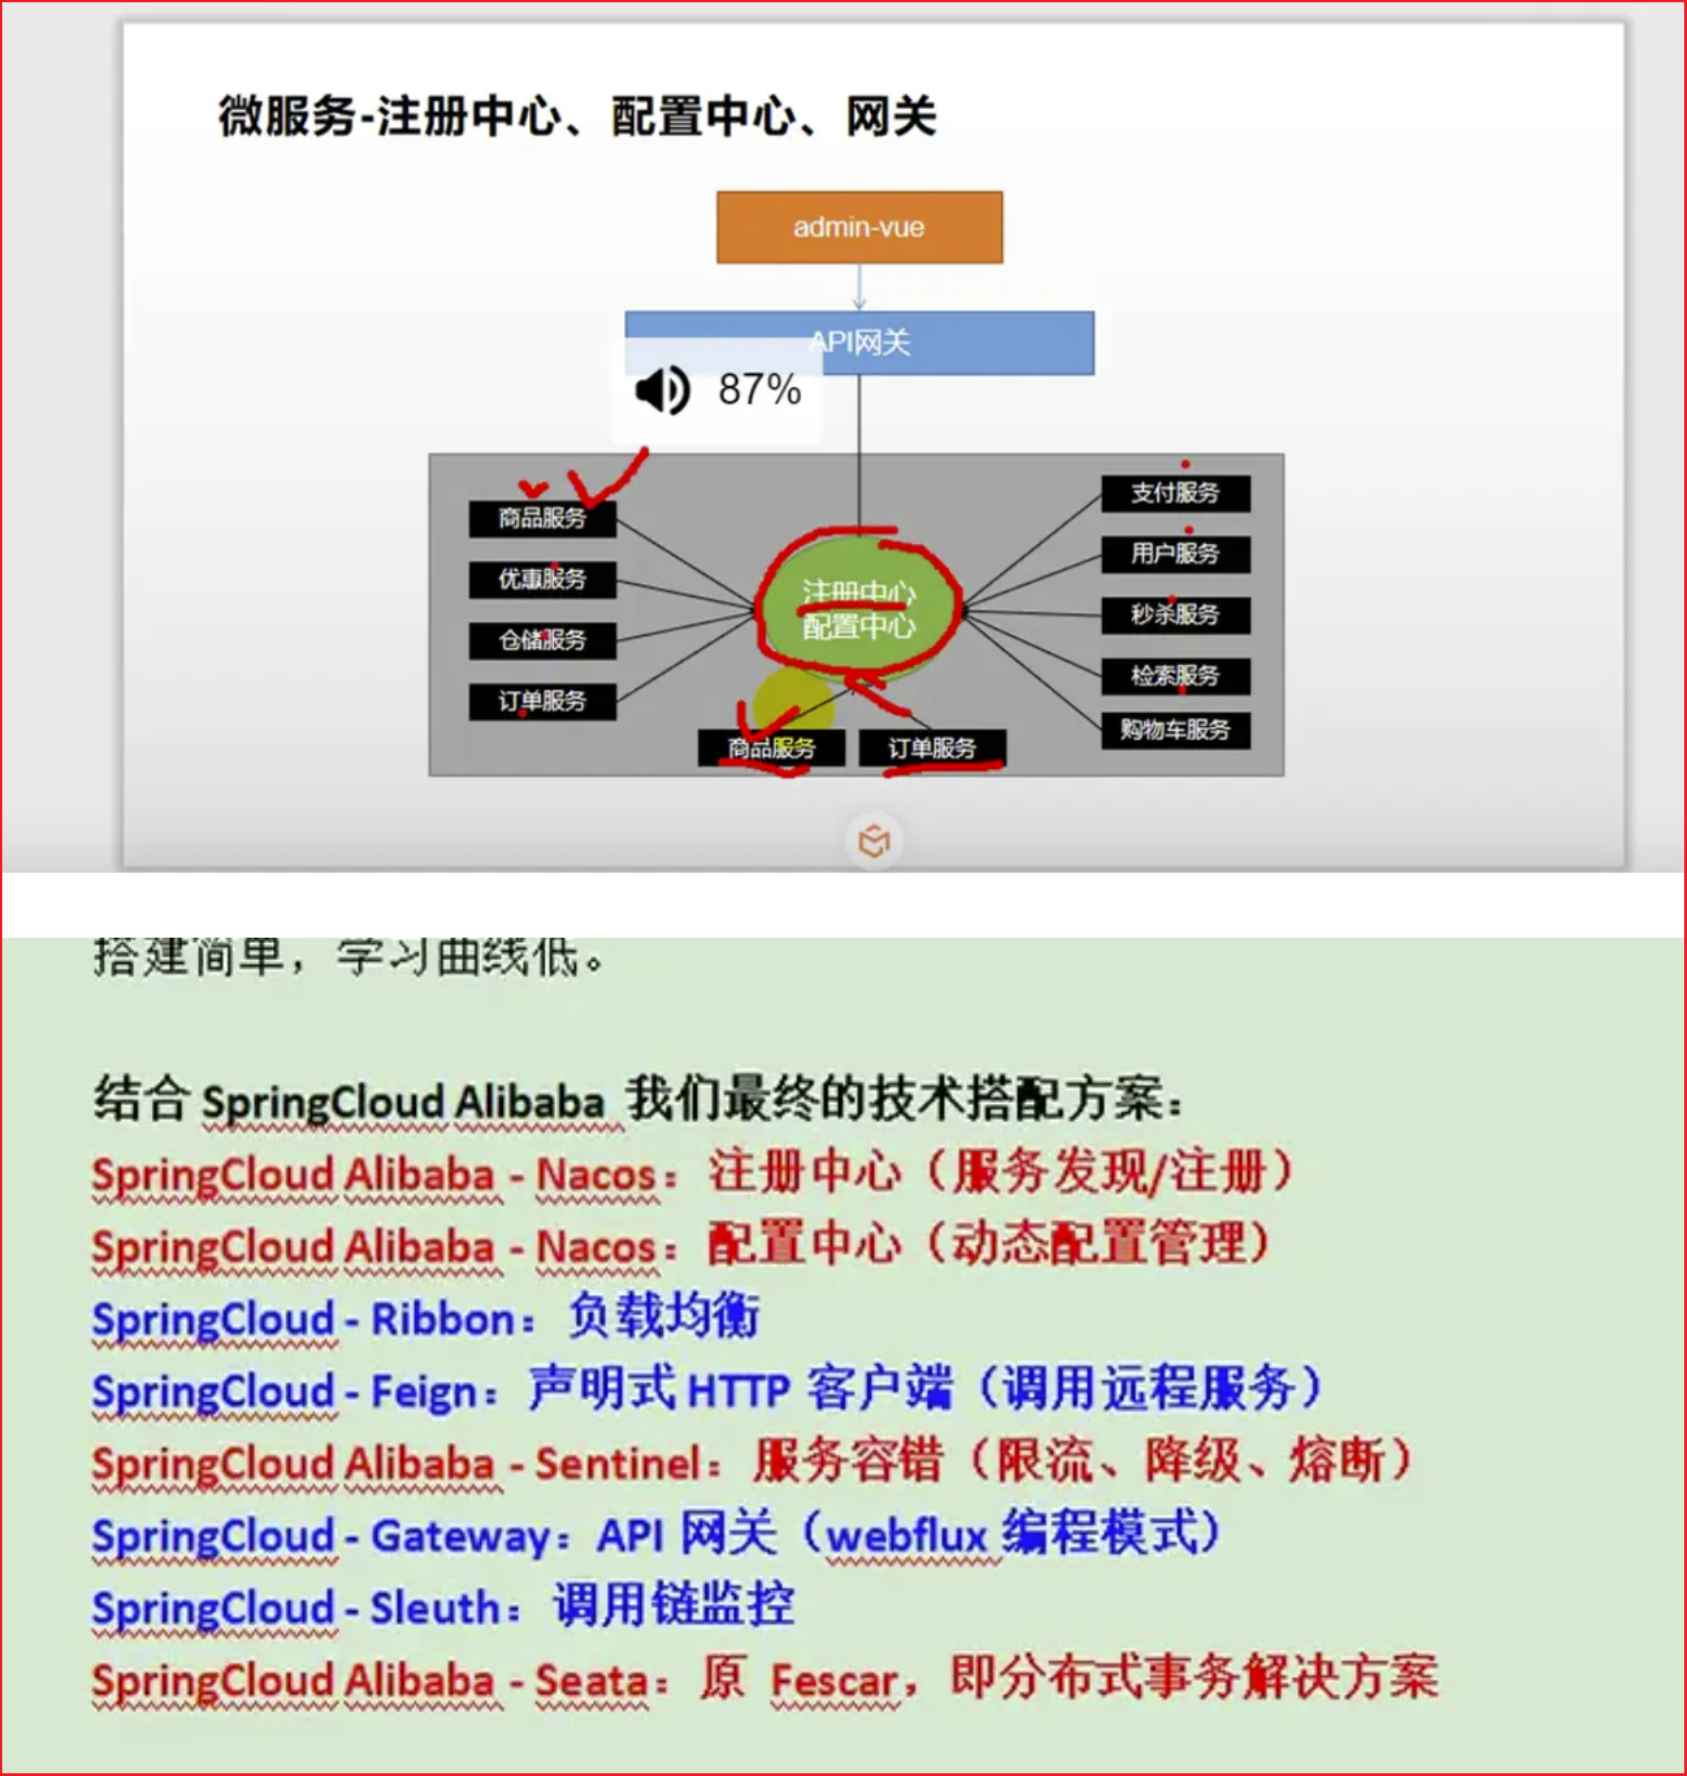 微服务-注册中心、配置中心、网关
admin-vue
API网关
87%
商品服务
优惠服务
仓储服务
订单服务
注册中心
配置中心
商品服务
订单服务
支付服务
用户服务
秒杀服务
检索服务
购物车服务
搭建简单，学习曲线低。
结合 SpringCloud Alibaba 我们最终的技术搭配方案：
SpringCloud Alibaba - Nacos：注册中心（服务发现/注册）
SpringCloud Alibaba - Nacos：配置中心（动态配置管理）
SpringCloud - Ribbon：负载均衡
SpringCloud - Feign：声明式 HTTP 客户端（调用远程服务）
SpringCloud Alibaba - Sentinel：服务容错（限流、降级、熔断）
SpringCloud - Gateway：API 网关（webflux 编程模式）
SpringCloud - Sleuth：调用链监控
SpringCloud Alibaba - Seata：原 Fescar，即分布式事务解决方案